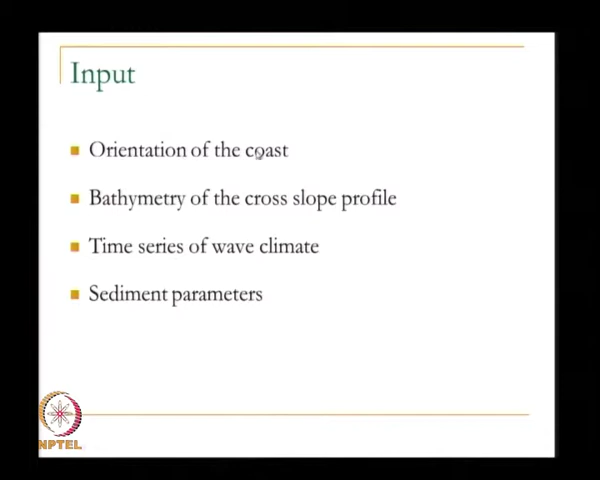 Input
Orientation of the coast
Bathymetry of the cross slope profile
Time series of wave climate
Sediment parameters
NPTEL